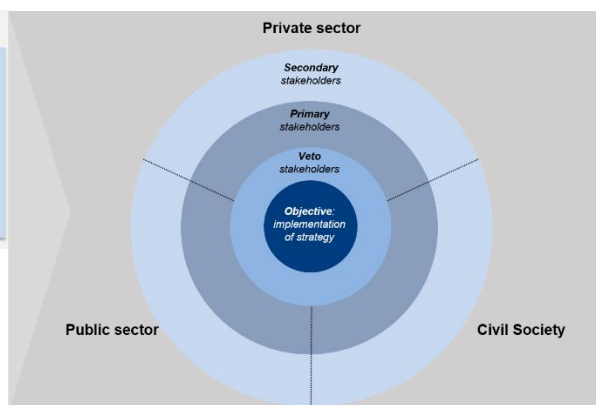 Private sector
Secondary
stakeholders
Primary
stakeholders
Veto
stakeholders
Objective:
implementation
of strategy
Public sector
Civil Society